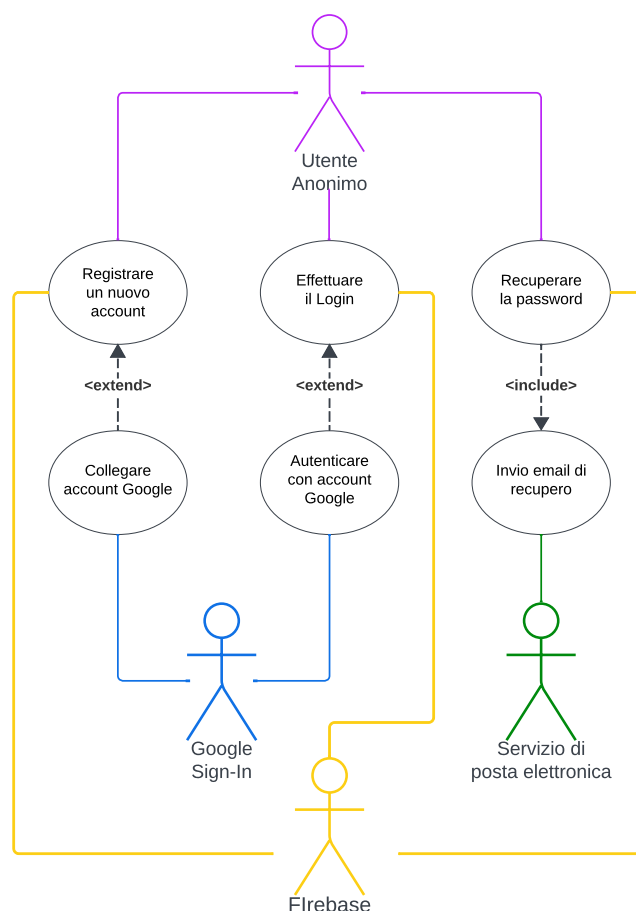 Utente
Anonimo
Registrare
un nuovo
account
Effettuare
il Login
Recuperare
la password
<extend>
<extend>
<include>
Collegare
account Google
Autenticare
con account
Google
Invio email di
recupero
Google
Sign-In
Servizio di
posta elettronica
FIrebase